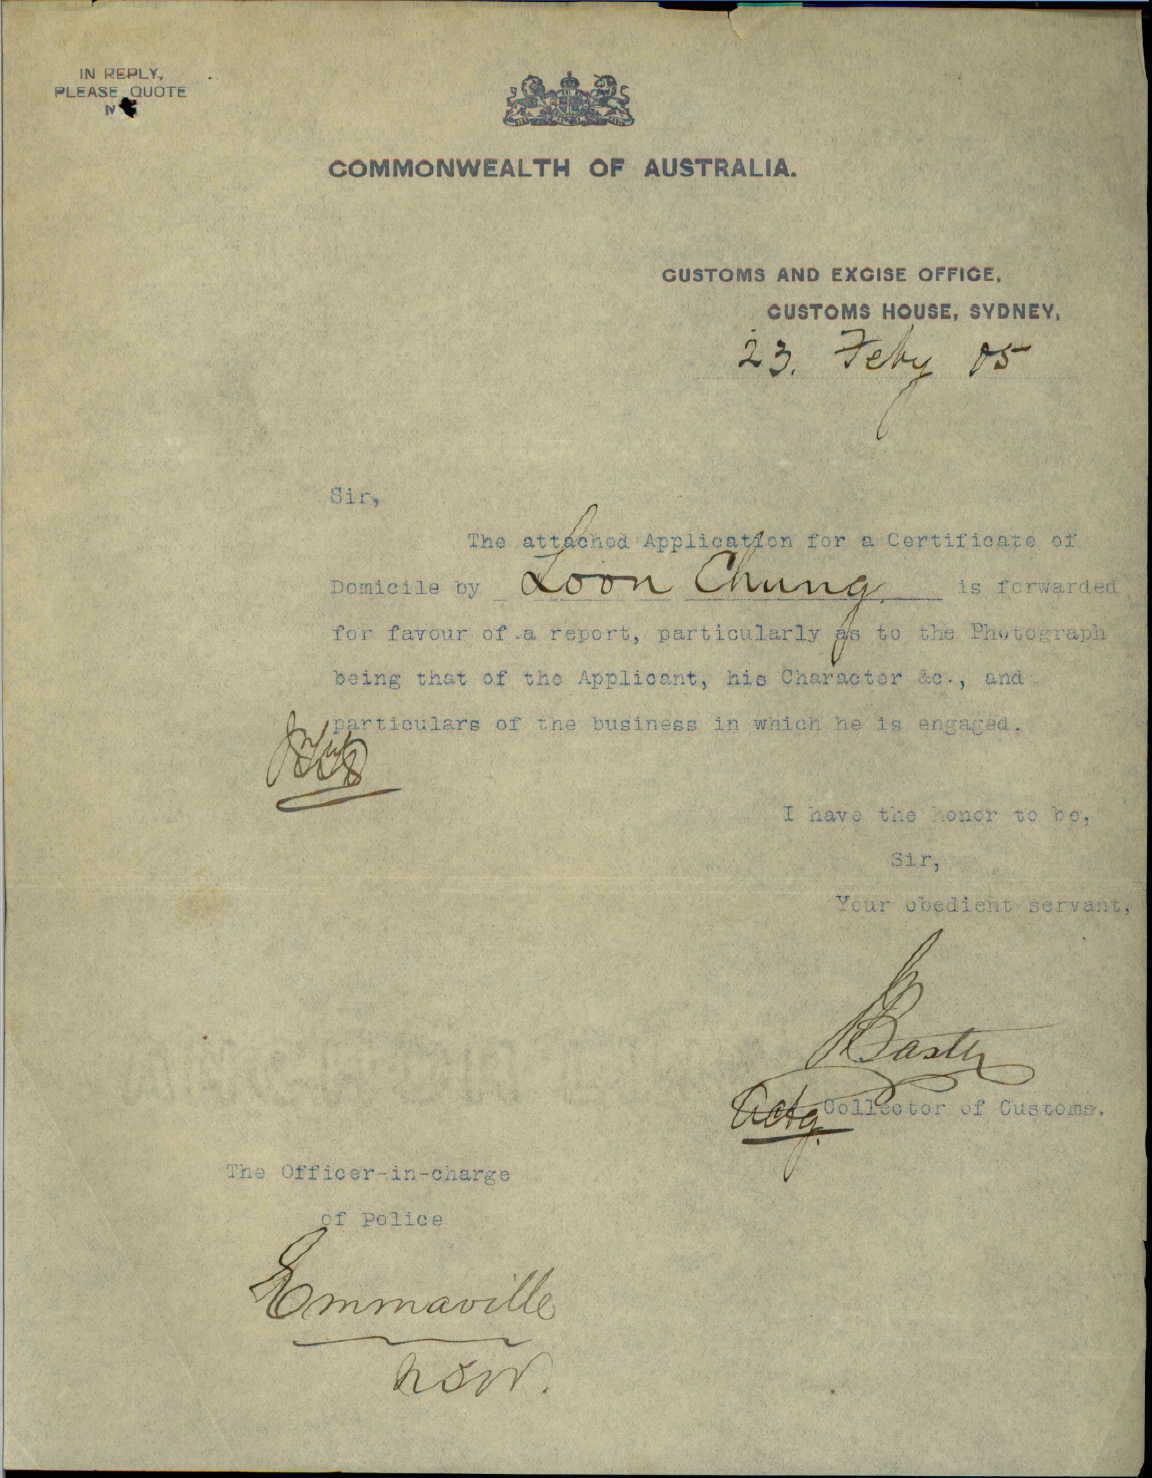 IN REPLY,
PLEASE QUOTE
COMMONWEALTH OF AUSTRALIA.
CUSTOMS AND EXCISE OFFICE,
CUSTOMS HOUSE, SYDNEY,
23. Feby 05
Sir,
The attached Application for a Certificate of
Domicile by Loon Chung is forwarded
for favour of a report, particularly as to the Photograph
being that of the Applicant, his Character &c., and
particulars of the business in which he is engaged.
I have the honor to be,
Sir,
Your obedient servant,
Baxter
Actg. Collector of Customs.
The Officer-in-charge
of Police
Emmaville
NSW.